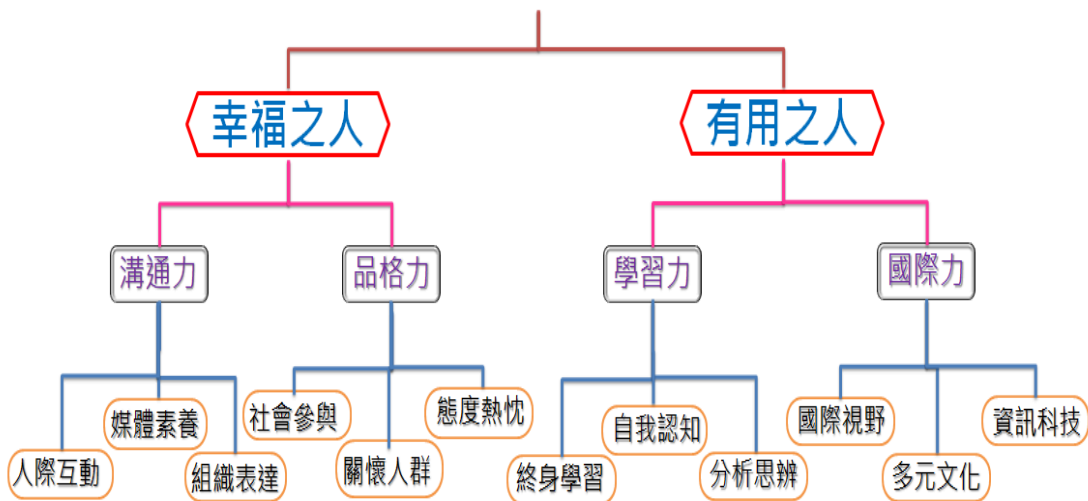 幸福之人
有用之人
溝通力
品格力
學習力
國際力
媒體素養
人際互動
組織表達
社會參與
態度熱忱
關懷人群
自我認知
終身學習
分析思辨
國際視野
資訊科技
多元文化